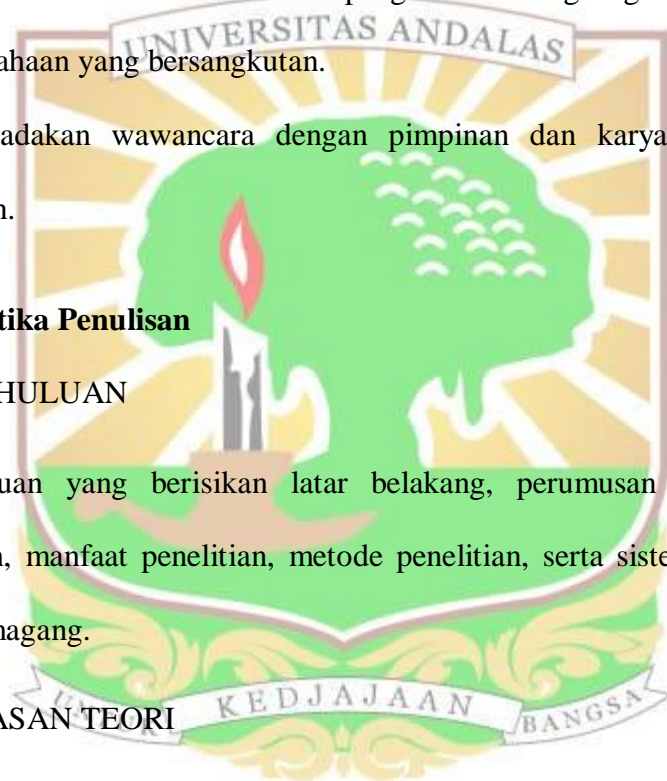 UNIVERSITAS ANDALAS
ahaan yang bersangkutan.
adakan wawancara dengan pimpinan dan karya
n.
tika Penulisan
HULUAN
uan yang berisikan latar belakang, perumusan
n, manfaat penelitian, metode penelitian, serta siste
nagang.
ASAN TEORI
UNTUK KEDJAJAAN BANGSA